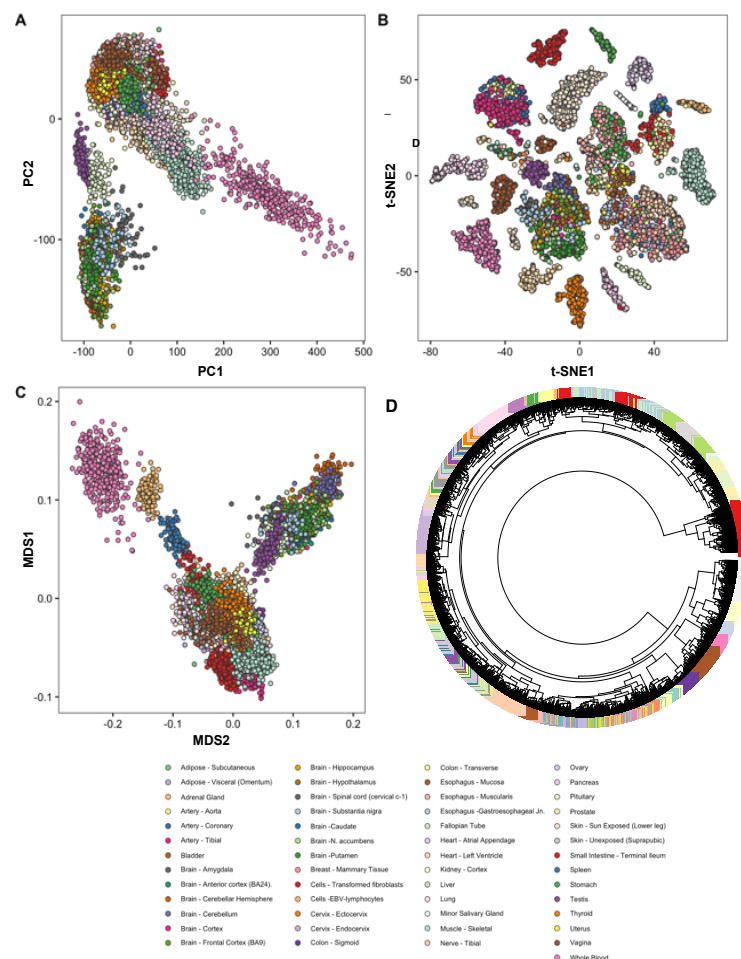 A
B
0
-100
PC2
-100
0
100
200
300
400
500
PC1
50
0
-50
t-SNE2
D
-80
-40
0
40
t-SNE1
C
0.2
0.1
0.0
-0.1
MDS1
-0.2
-0.1
0.0
0.1
0.2
MDS2
D
Adipose - Subcutaneous
Adipose - Visceral (Omentum)
Adrenal Gland
Artery - Aorta
Artery - Coronary
Artery - Tibial
Bladder
Brain - Amygdala
Brain - Anterior cortex (BA24).
Brain - Cerebellar Hemisphere
Brain - Cerebellum
Brain - Cortex
Brain - Frontal Cortex (BA9)
Brain - Hippocampus
Brain - Hypothalamus
Brain - Spinal cord (cervical c-1)
Brain - Substantia nigra
Brain -Caudate
Brain -N. accumbens
Brain -Putamen
Breast - Mammary Tissue
Cells - Transformed fibroblasts
Cells -EBV-lymphocytes
Cervix - Ectocervix
Cervix - Endocervix
Colon - Sigmoid
Colon - Transverse
Esophagus - Mucosa
Esophagus - Muscularis
Esophagus -Gastroesophageal Jn.
Fallopian Tube
Heart - Atrial Appendage
Heart - Left Ventricle
Kidney - Cortex
Liver
Lung
Minor Salivary Gland
Muscle - Skeletal
Nerve - Tibial
Ovary
Pancreas
Pituitary
Prostate
Skin - Sun Exposed (Lower leg)
Skin - Unexposed (Suprapubic)
Small Intestine - Terminal Ileum
Spleen
Stomach
Testis
Thyroid
Uterus
Vagina
Whole Blood